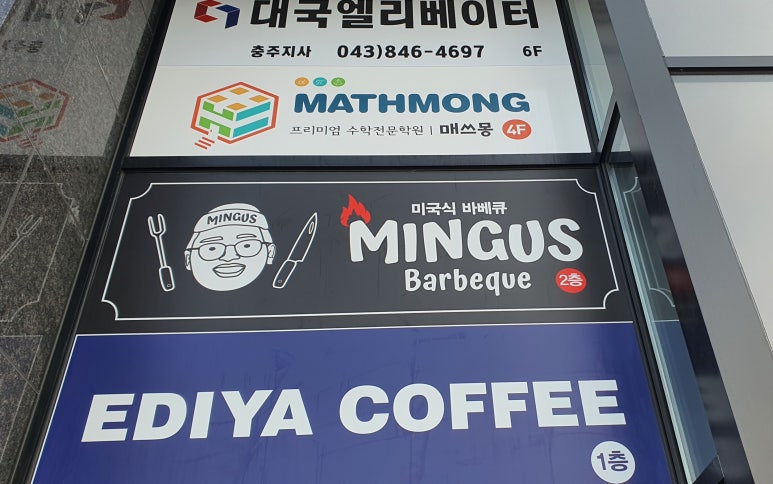 대국엘리베이터
충주지사 043)846-4697 6F
MATHMONG
프리미엄 수학전문학원 | 매쓰몽 4F
MINGUS
미국식 바베큐
MINGUS
Barbeque 2층
EDIYA COFFEE
1층